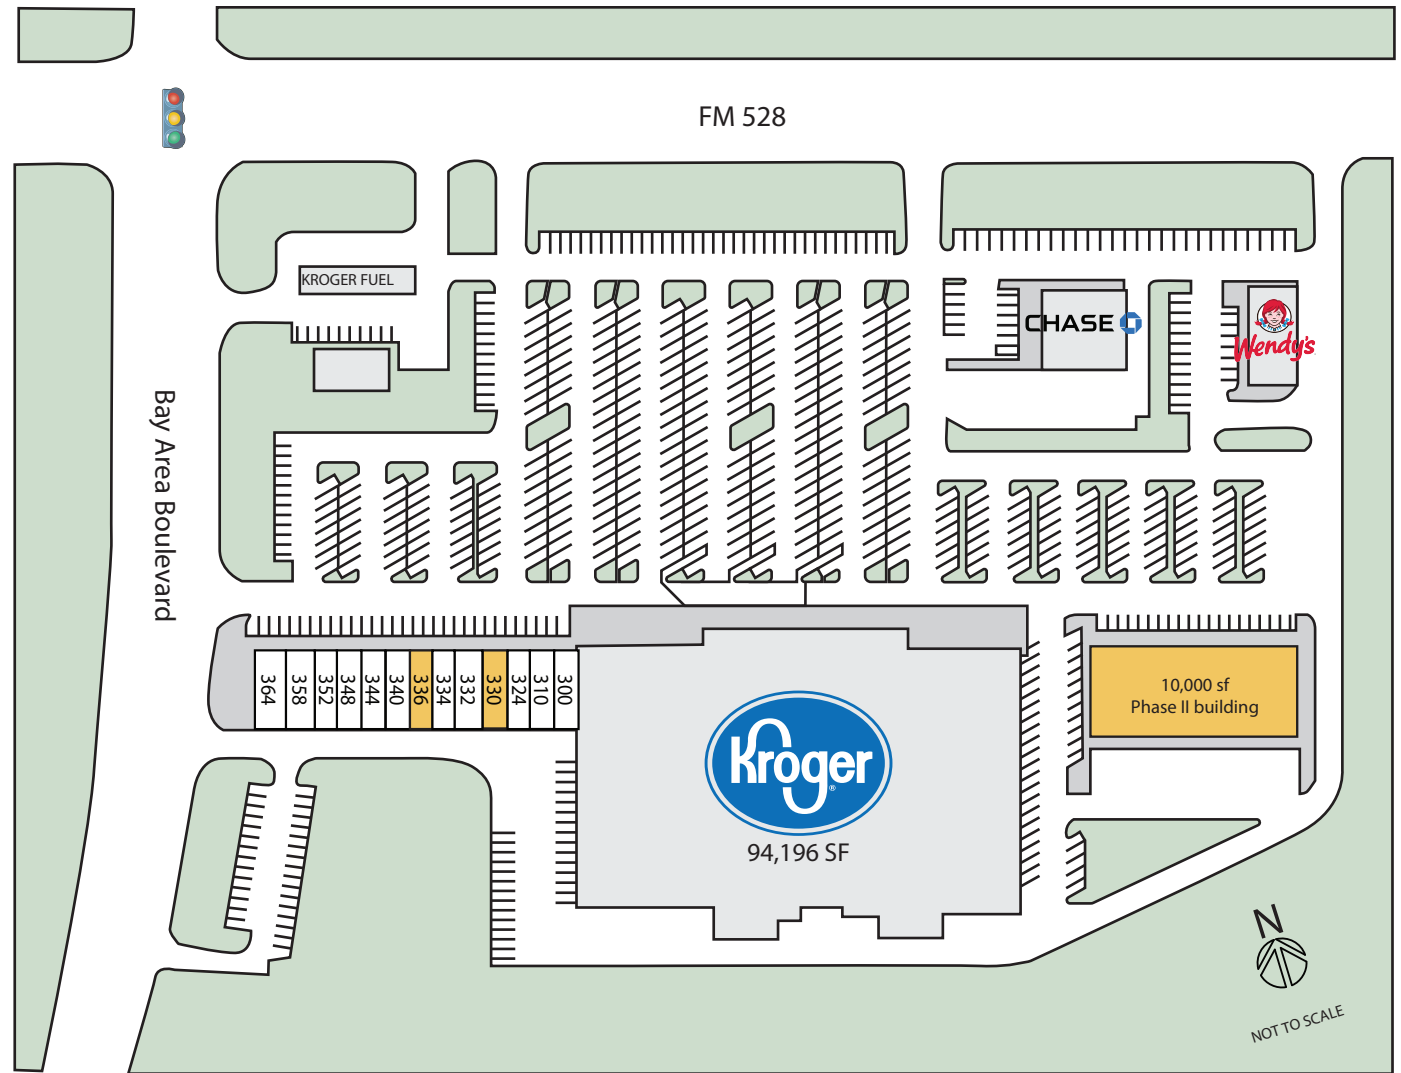 FM 528
KROGER FUEL
CHASE
Wendy's
Bay Area Boulevard
364
358
352
348
344
340
336
334
332
330
324
310
300
10,000 sf
Phase II building
Kroger
®
94,196 SF
N
NOT TO SCALE